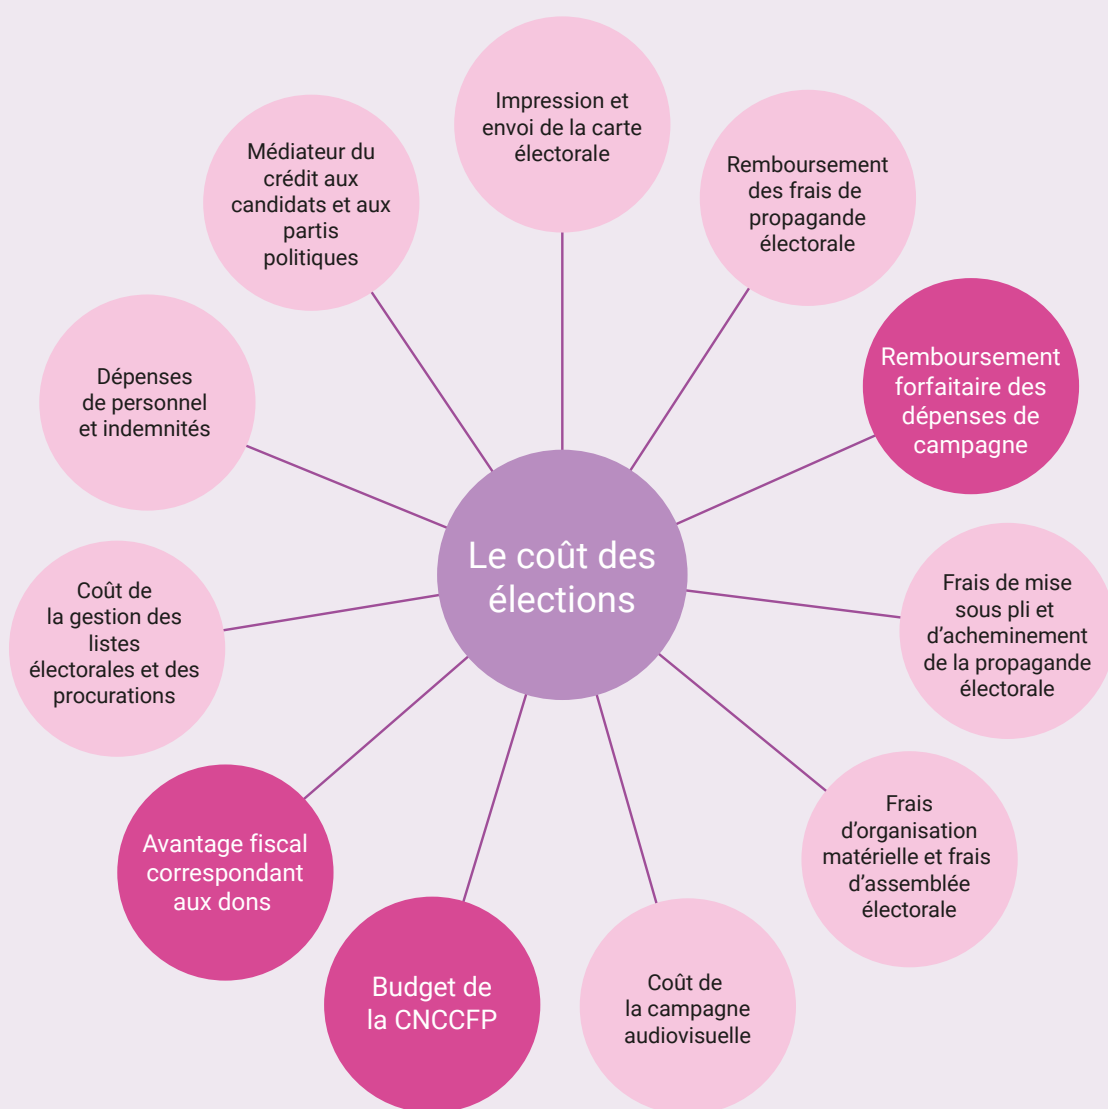 Le coût des
élections
Impression et
envoi de la carte
électorale
Remboursement
des frais de
propagande
électorale
Remboursement
forfaitaire des
dépenses de
campagne
Frais de mise
sous pli et
d’acheminement
de la propagande
électorale
Frais
d’organisation
matérielle et frais
d’assemblée
électorale
Coût de
la campagne
audiovisuelle
Budget de
la CNCCFP
Avantage fiscal
correspondant
aux dons
Coût de
la gestion des
listes
électorales et des
procurations
Dépenses
de personnel
et indemnités
Médiateur du
crédit aux
candidats et aux
partis
politiques